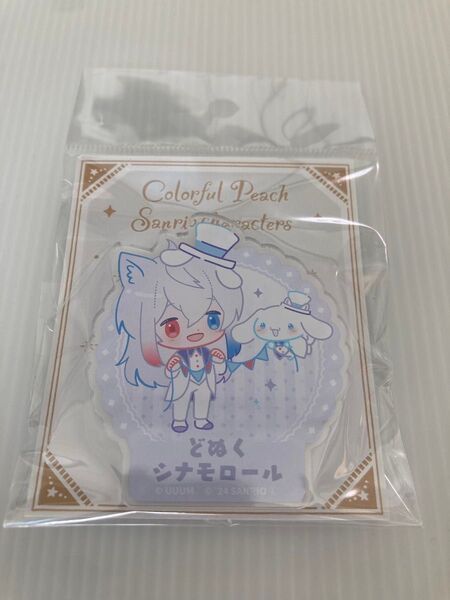 Colorful Peach
Sanrio characters
どぬく
シナモロール
© UUUM © '24 SANRIO